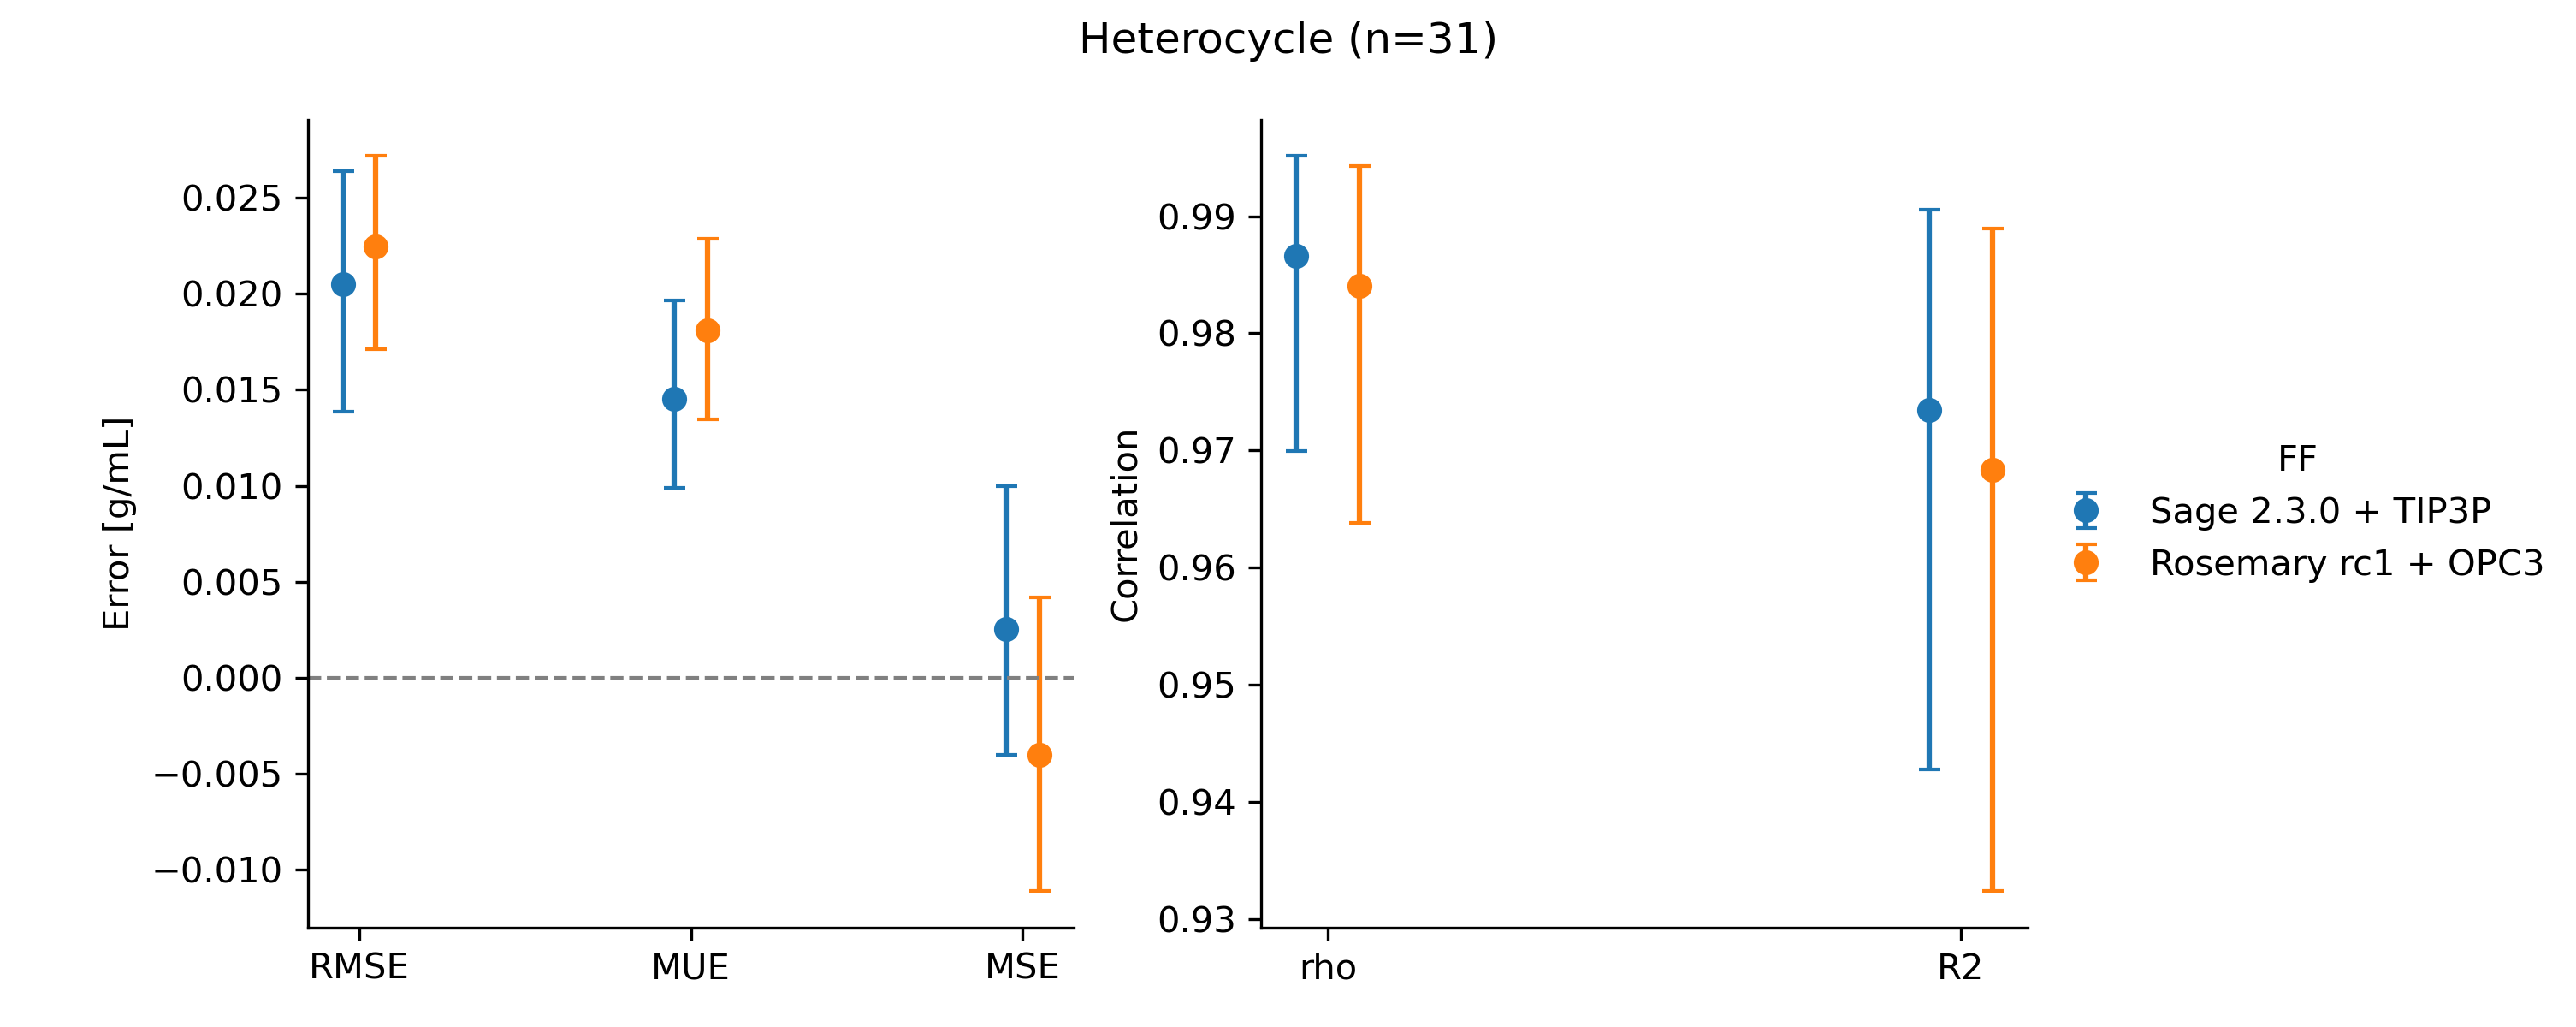 Heterocycle (n=31)
Error [g/mL]
0.025
0.020
0.015
0.010
0.005
0.000
−0.005
−0.010
RMSE
MUE
MSE
Correlation
0.99
0.98
0.97
0.96
0.95
0.94
0.93
rho
R2
FF
Sage 2.3.0 + TIP3P
Rosemary rc1 + OPC3